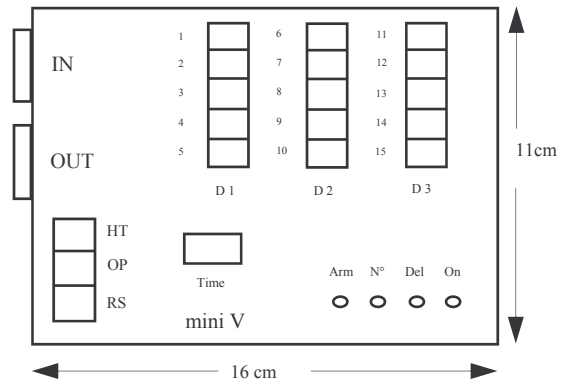 IN
OUT
1
2
3
4
5
D 1
6
7
8
9
10
D 2
11
12
13
14
15
D 3
11cm
HT
OP
RS
Time
Arm N° Del On
mini V
16 cm